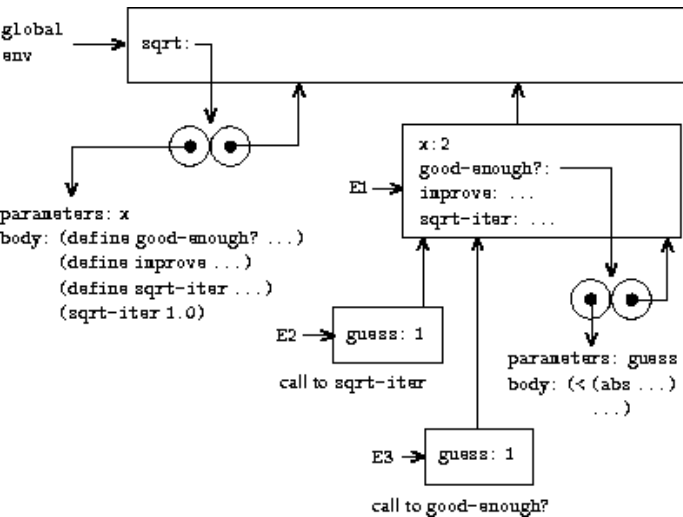 global
env
sqrt:
x:2
good-enough?:
E1
improve: ...
sqrt-iter: ...
parameters: x
body: (define good-enough? ...)
(define improve ...)
(define sqrt-iter ...)
(sqrt-iter 1.0)
E2
guess: 1
call to sqrt-iter
parameters: guess
body: (< (abs ...)
...)
E3
guess: 1
call to good-enough?